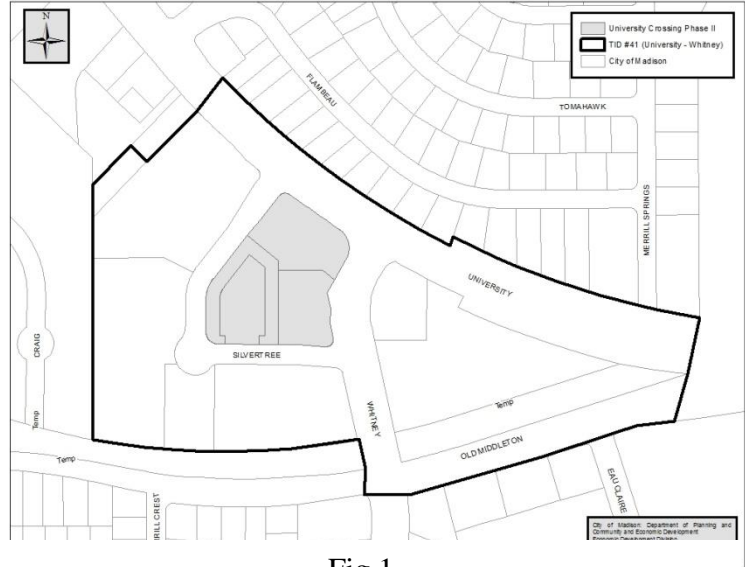 N
University Crossing Phase II
TID #41 (University - Whitney)
City of Madison
FLAMBEAU
TOMAHAWK
MERRILL SPRINGS
UNIVERSITY
CRAIG
SILVERTREE
WHITNEY
Temp
Temp
OLD MIDDLETON
Temp
EAU CLAIRE
RILL CREST
City of Madison: Department of Planning and
Community and Economic Development
Economic Development Division
Fig 1